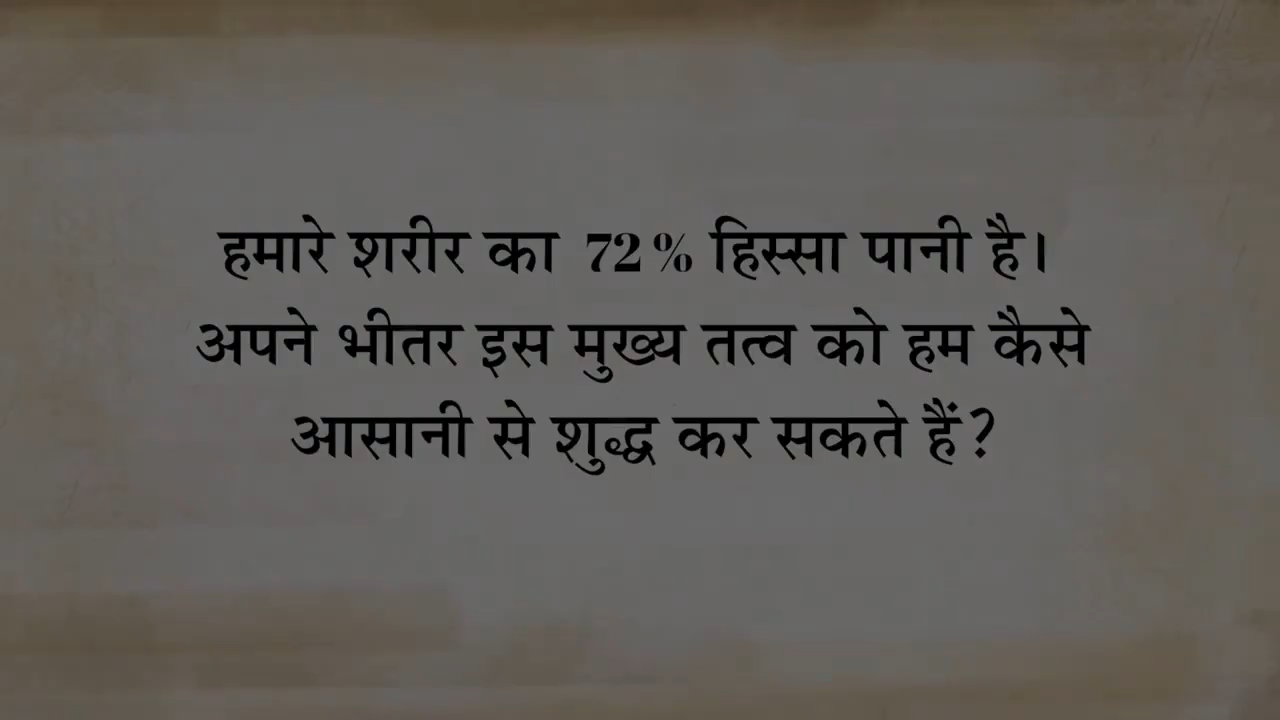 हमारे शरीर का 72% हिस्सा पानी है।
अपने भीतर इस मुख्य तत्व को हम कैसे
आसानी से शुद्ध कर सकते हैं?